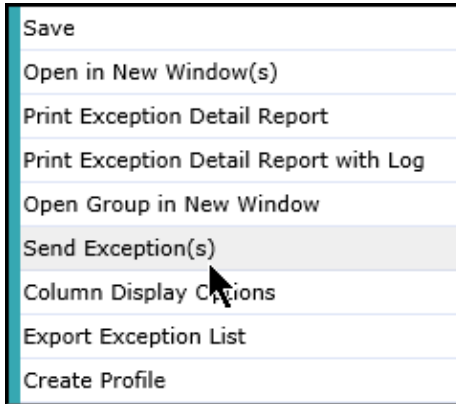 Save
Open in New Window(s)
Print Exception Detail Report
Print Exception Detail Report with Log
Open Group in New Window
Send Exception(s)
Column Display Options
Export Exception List
Create Profile